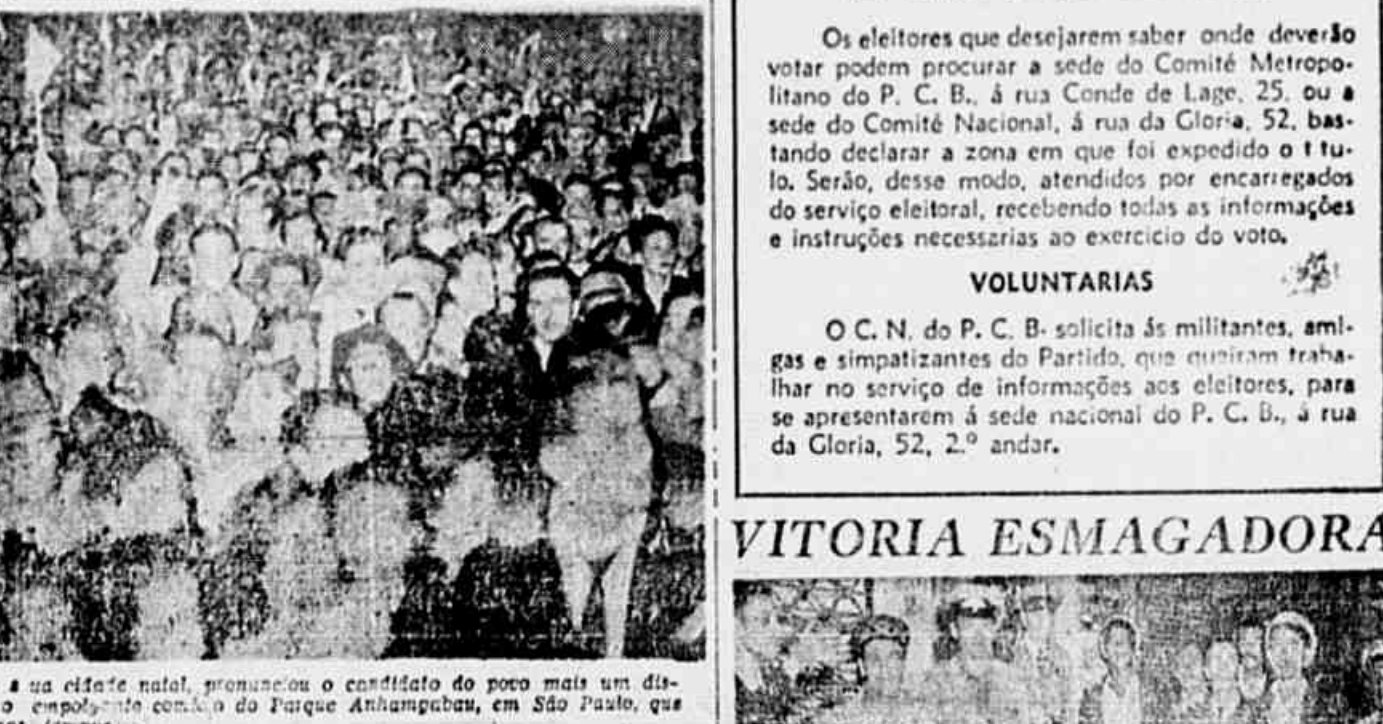 Os eleitores que desejarem saber onde deverão
votar podem procurar a sede do Comité Metropo-
litano do P. C. B., á rua Conde de Lage, 25, ou a
sede do Comité Nacional, á rua da Gloria, 52, bas-
tando declarar a zona em que foi expedido o t tu-
lo. Serão, desse modo, atendidos por encarregados
do serviço eleitoral, recebendo todas as informações
e instruções necessarias ao exercicio do voto.
VOLUNTARIAS
O C. N. do P. C. B. solicita ás militantes, ami-
gas e simpatizantes do Partido, que queiram traba-
lhar no serviço de informações aos eleitores, para
se apresentarem á sede nacional do P. C. B., á rua
da Gloria, 52, 2.º andar.
VITORIA ESMAGADORA
natal, pronunciou o candidato do povo mais um dis-
o comicio do Parque Anhangabau, em São Paulo, que